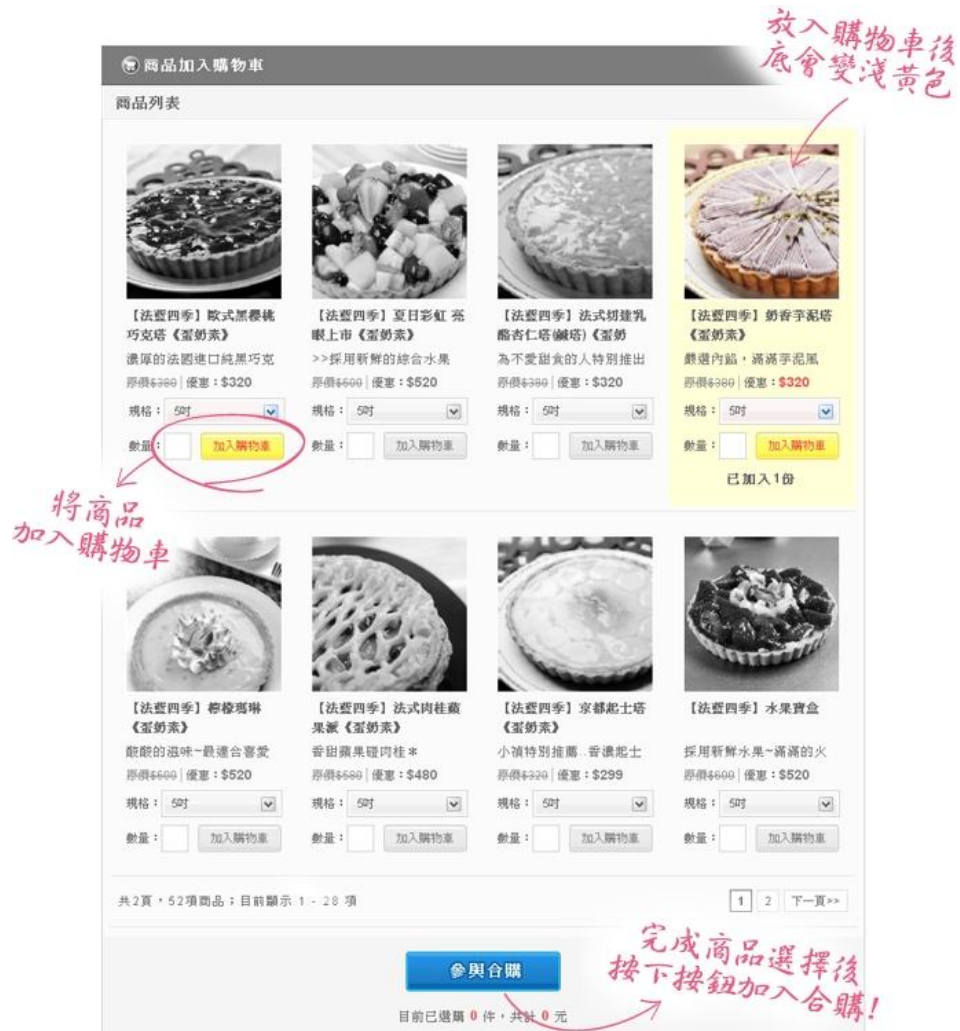 放入購物車後
底會變淺黃色
商品加入購物車
商品列表
【法藍四季】歐式黑櫻桃
巧克塔《蛋奶素》
濃厚的法國進口純黑巧克
原價$380|優惠：$320
規格：5吋
數量：加入購物車
【法藍四季】夏日彩虹 亮
眼上市《蛋奶素》
>>採用新鮮的綜合水果
原價$600|優惠：$520
規格：5吋
數量：加入購物車
【法藍四季】法式切達乳
酪杏仁塔(鹹塔)《蛋奶
為不愛甜食的人特別推出
原價$380|優惠：$320
規格：5吋
數量：加入購物車
【法藍四季】奶香芋泥塔
《蛋奶素》
嚴選內餡，滿滿芋泥風
原價$380|優惠：$320
規格：5吋
數量：加入購物車
已加入1份
將商品
加入購物車
【法藍四季】檸檬瑪琳
《蛋奶素》
酸酸的滋味~最適合喜愛
原價$600|優惠：$520
規格：5吋
數量：加入購物車
【法藍四季】法式肉桂蘋
果派《蛋奶素》
香甜蘋果碰肉桂＊
原價$580|優惠：$480
規格：5吋
數量：加入購物車
【法藍四季】京都起士塔
《蛋奶素》
小禎特別推薦..香濃起士
原價$320|優惠：$299
規格：5吋
數量：加入購物車
【法藍四季】水果寶盒
採用新鮮水果~滿滿的火
原價$600|優惠：$520
規格：5吋
數量：加入購物車
共2頁，52項商品；目前顯示 1 - 28 項
1 2 下一頁>>
參與合購
目前已選購 0 件，共計 0 元
完成商品選擇後
按下按鈕加入合購!